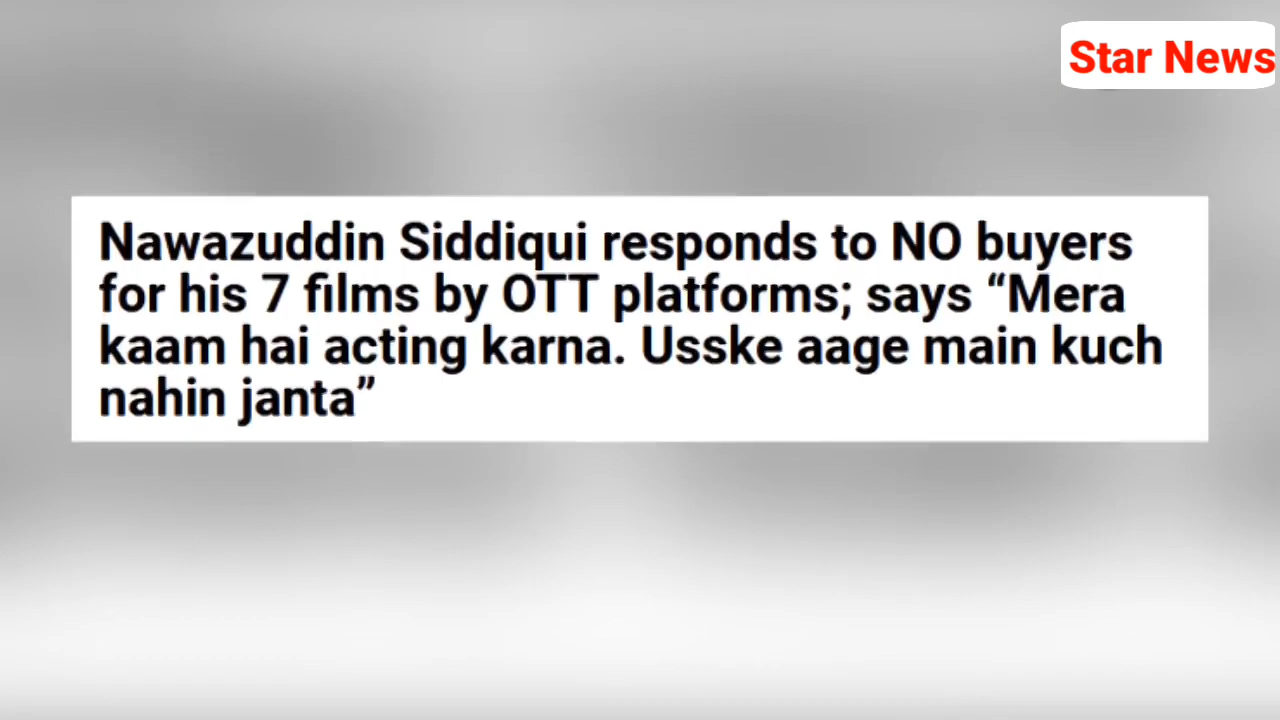 Star News
Nawazuddin Siddiqui responds to NO buyers
for his 7 films by OTT platforms; says “Mera
kaam hai acting karna. Usske aage main kuch
nahin janta”